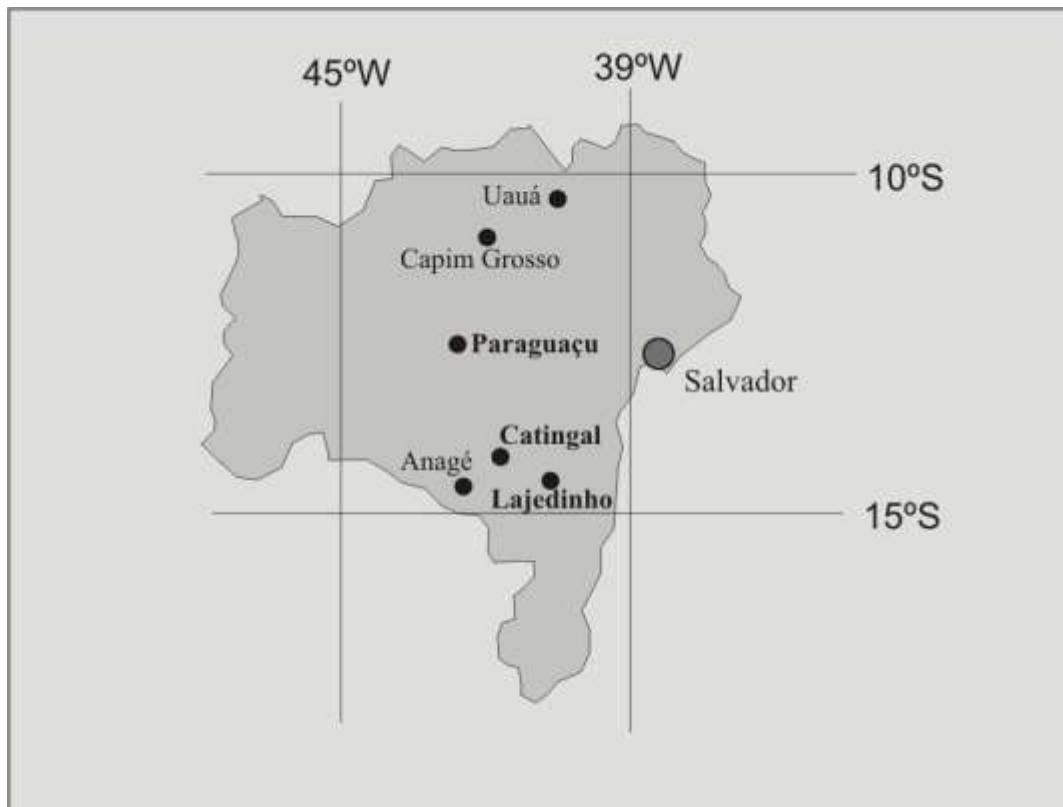 45ºW
39ºW
10ºS
Uauá
Capim Grosso
Paraguaçu
Salvador
Catingal
Anagé
Lajedinho
15ºS